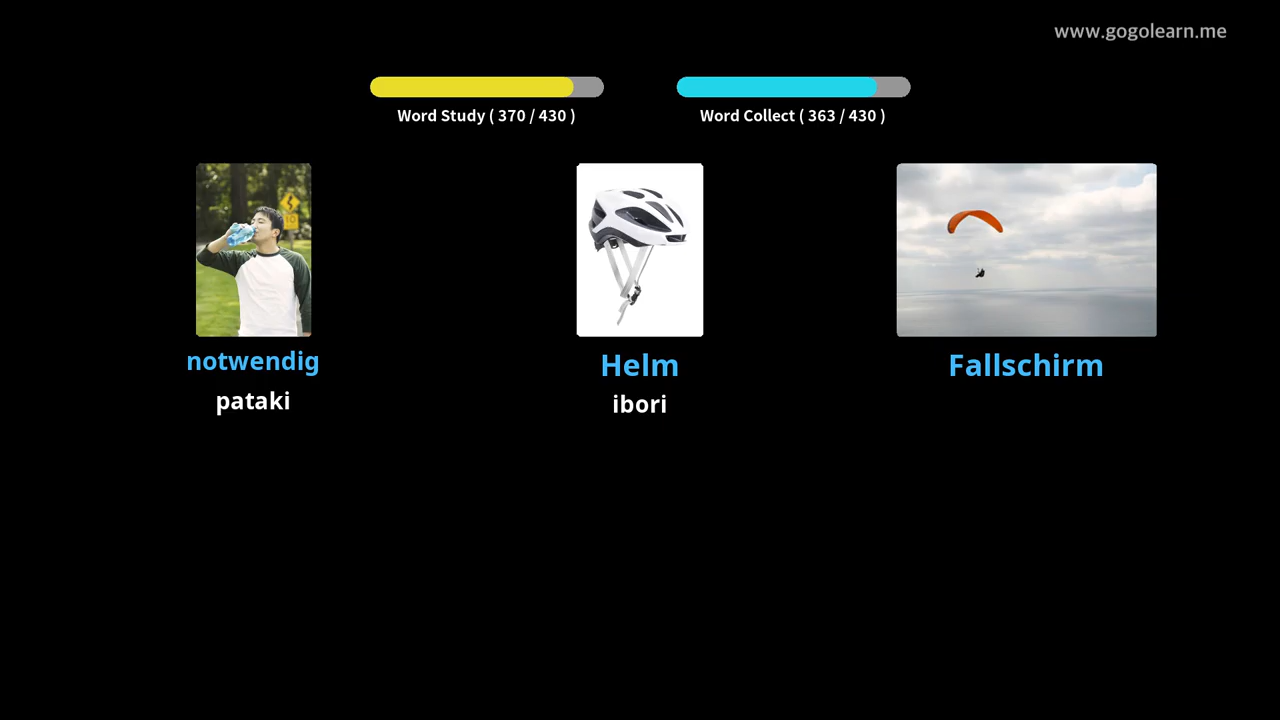 www.gogolearn.me
Word Study ( 370 / 430 )
Word Collect ( 363 / 430 )
notwendig
pataki
Helm
ibori
Fallschirm